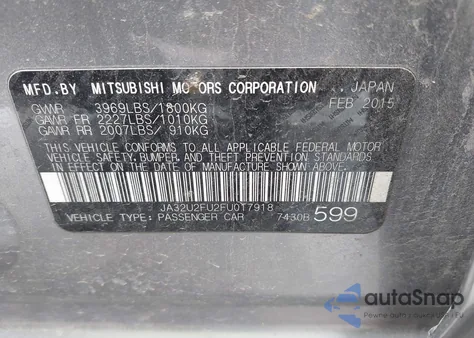 MFD.BY MITSUBISHI MOTORS CORPORATION JAPAN
GVWR 3969LBS/1800KG FEB 2015
GAWR FR 2227LBS/1010KG
GAWR RR 2007LBS/ 910KG
THIS VEHICLE CONFORMS TO ALL APPLICABLE FEDERAL MOTOR
VEHICLE SAFETY, BUMPER, AND THEFT PREVENTION STANDARDS
IN EFFECT ON THE DATE OF MANUFACTURE SHOWN ABOVE.
JA32U2FU2FU017918
VEHICLE TYPE: PASSENGER CAR 7430B 599
autoSnap